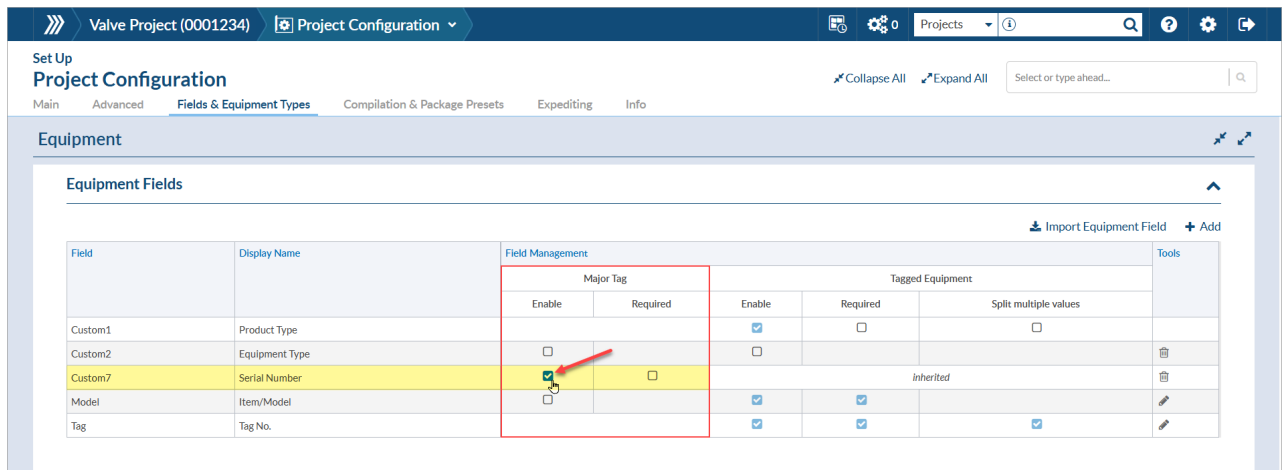 Valve Project (0001234) Project Configuration 0 Projects
Set Up
Project Configuration
Collapse All Expand All Select or type ahead...
Main Advanced Fields & Equipment Types Compilation & Package Presets Expediting Info
Equipment
Equipment Fields
Import Equipment Field + Add
Field Display Name Field Management Tools
Major Tag Tagged Equipment
Enable Required Enable Required Split multiple values
Custom1 Product Type
Custom2 Equipment Type
Custom7 Serial Number inherited
Model Item/Model
Tag Tag No.